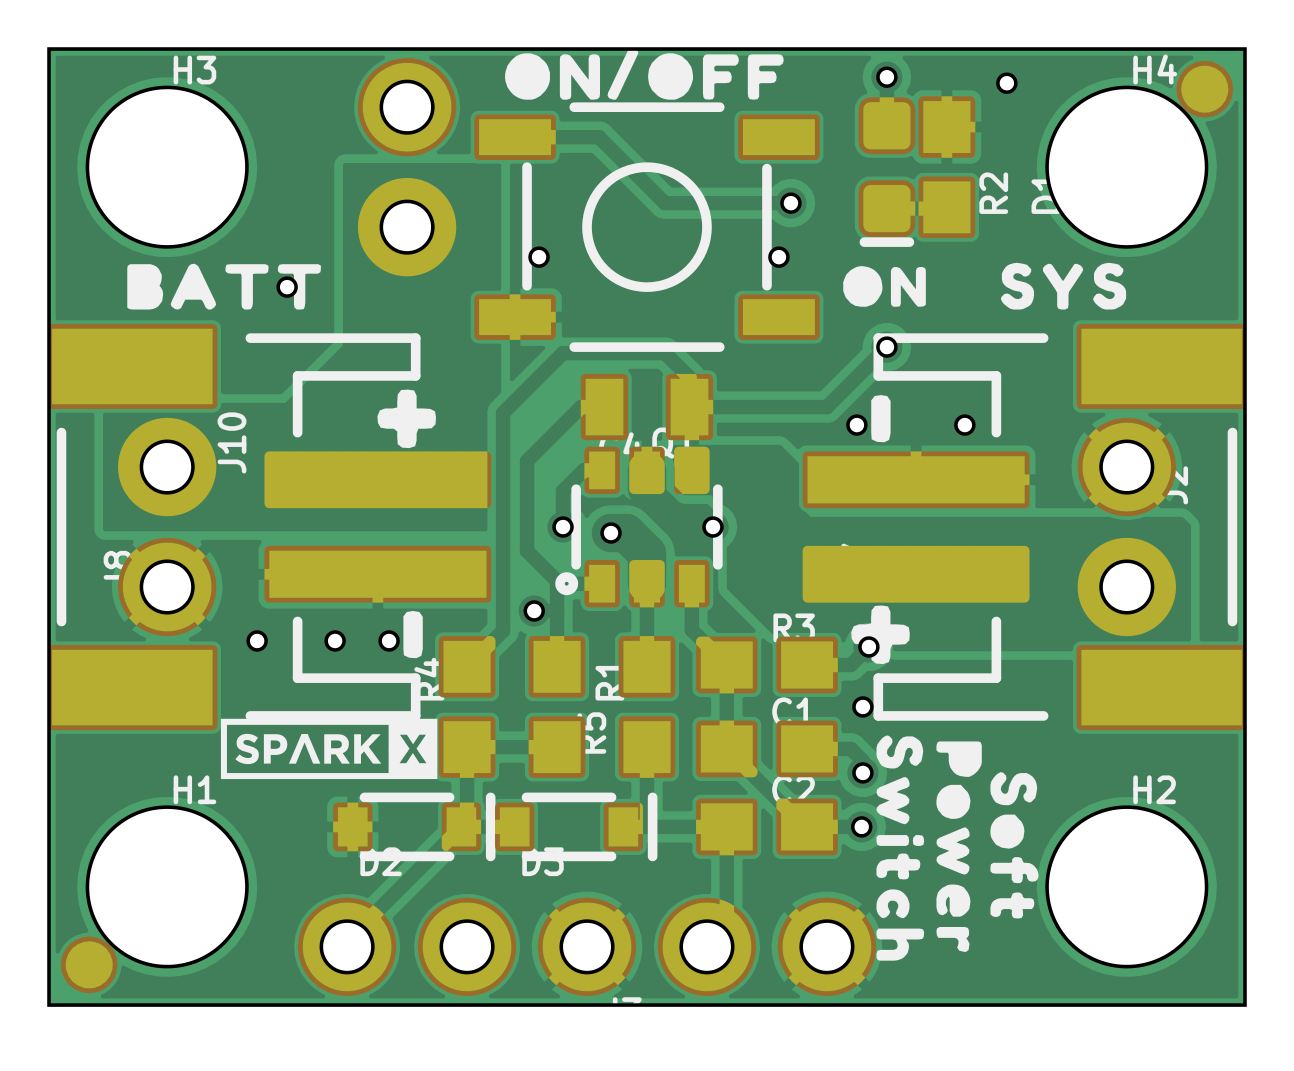 H3
ON/OFF
H4
R2
D1
BATT
ON
SYS
J10
J2
J8
R3
R4
R1
C1
R5
SPARK X
C2
H1
H2
Soft
Power
Switch
D2
D3